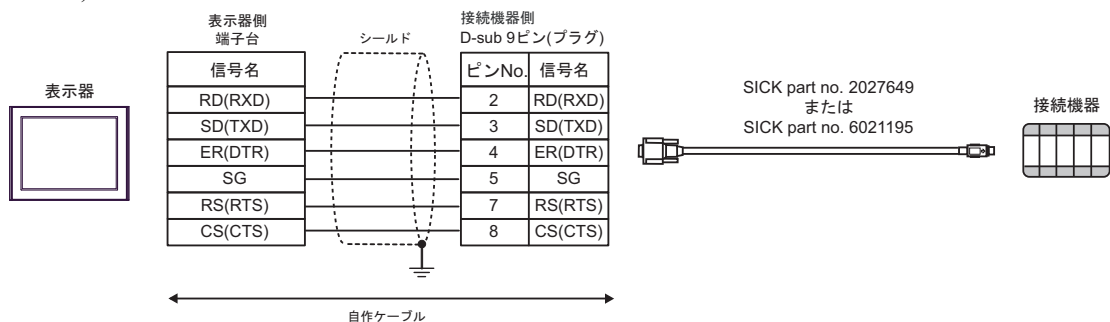 表示器側
端子台
シールド
接続機器側
D-sub 9ピン(プラグ)
信号名
ピンNo.
信号名
RD(RXD)
2
RD(RXD)
SD(TXD)
3
SD(TXD)
ER(DTR)
4
ER(DTR)
SG
5
SG
RS(RTS)
7
RS(RTS)
CS(CTS)
8
CS(CTS)
表示器
SICK part no. 2027649
または
SICK part no. 6021195
接続機器
自作ケーブル